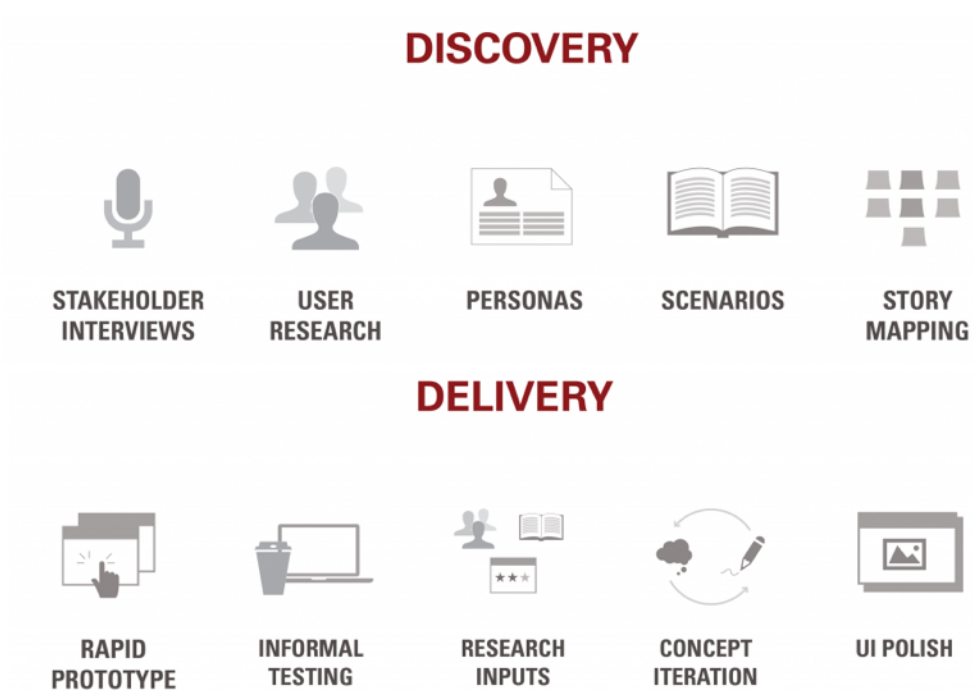 DISCOVERY
STAKEHOLDER
INTERVIEWS
USER
RESEARCH
PERSONAS
SCENARIOS
STORY
MAPPING
DELIVERY
RAPID
PROTOTYPE
INFORMAL
TESTING
RESEARCH
INPUTS
CONCEPT
ITERATION
UI POLISH